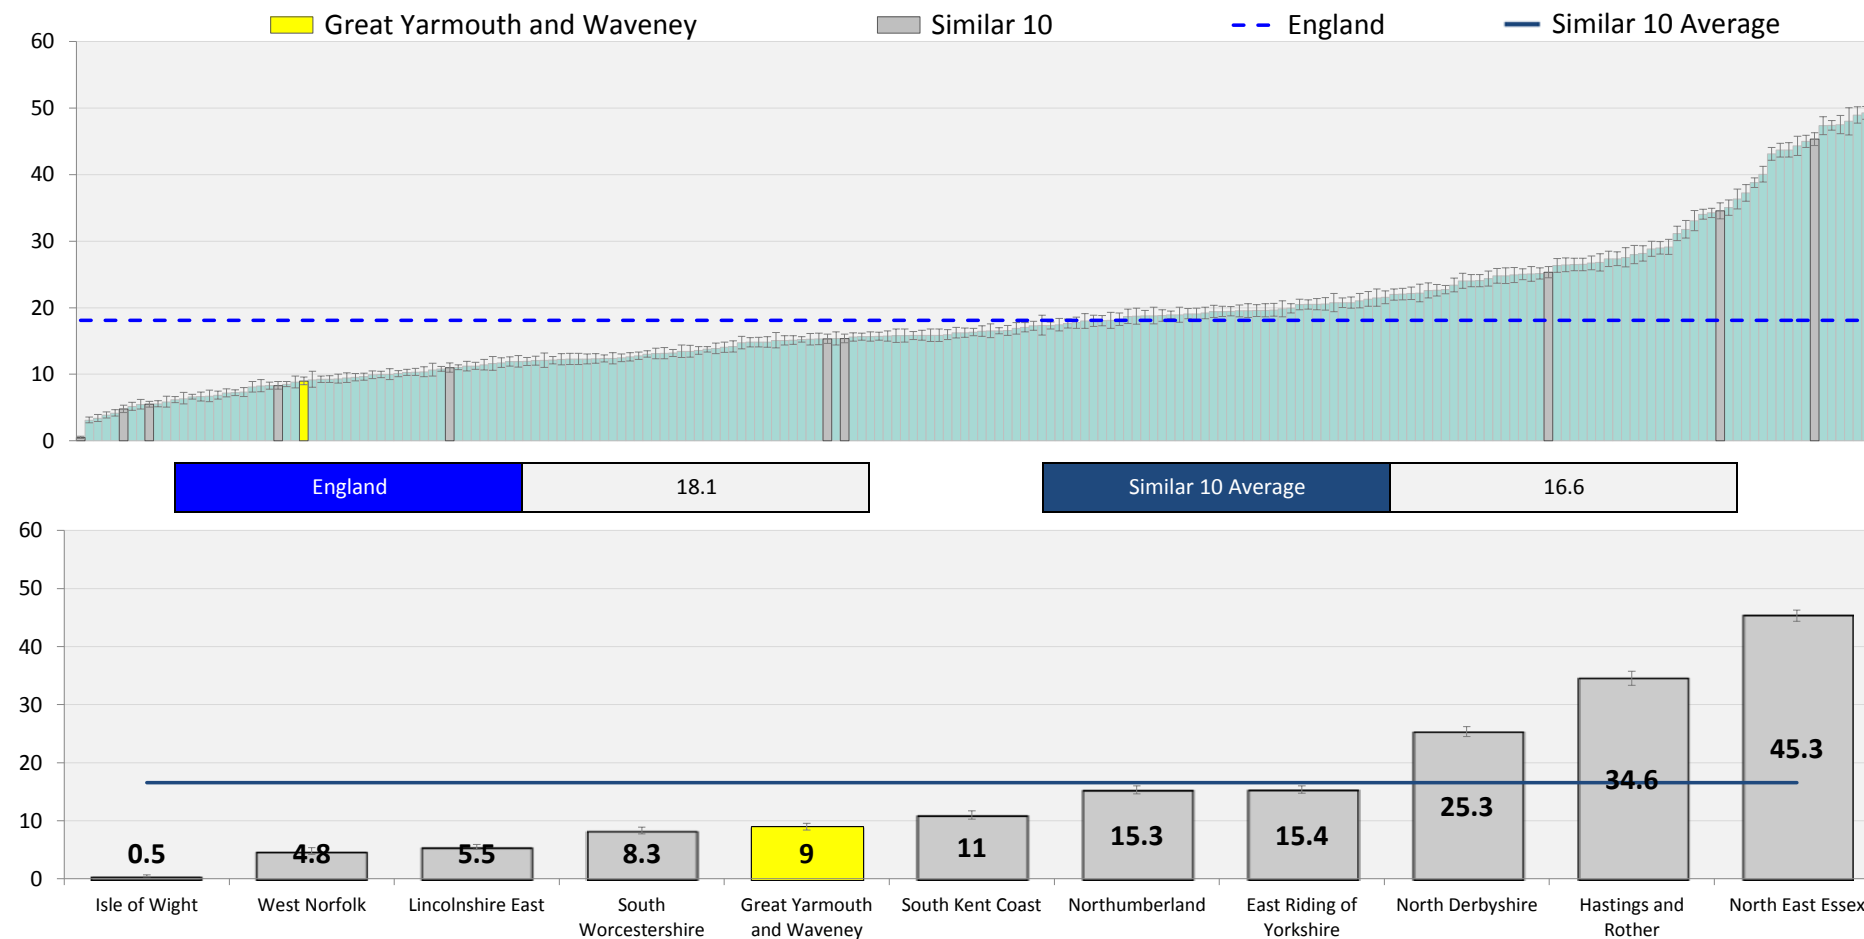 Great Yarmouth and Waveney Similar 10 England Similar 10 Average
60
50
40
30
20
10
0
England 18.1 Similar 10 Average 16.6
60
50
40
30
20
10
0
0.5 4.8 5.5 8.3 9 11 15.3 15.4 25.3 34.6 45.3
Isle of Wight West Norfolk Lincolnshire East South Great Yarmouth South Kent Coast Northumberland East Riding of North Derbyshire Hastings and North East Essex
Worcestershire and Waveney Yorkshire Rother